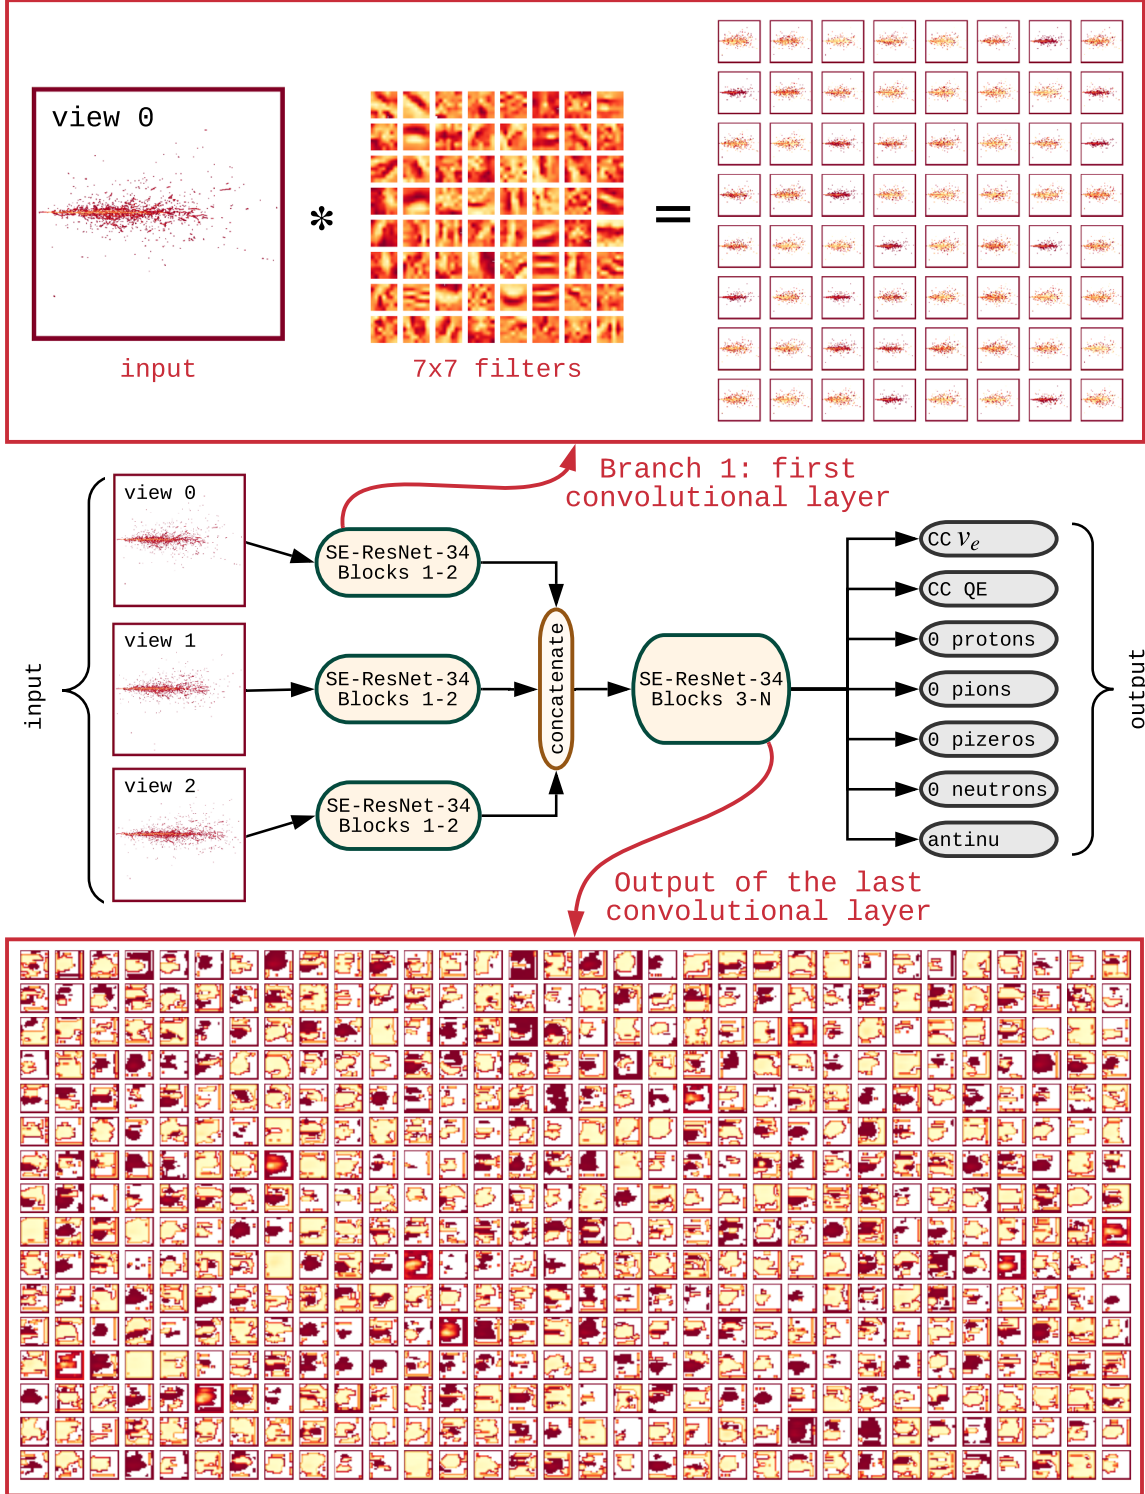 view 0
*
=
input
7x7 filters
Branch 1: first
convolutional layer
input
view 0
view 1
view 2
SE-ResNet-34
Blocks 1-2
SE-ResNet-34
Blocks 1-2
SE-ResNet-34
Blocks 1-2
concatenate
SE-ResNet-34
Blocks 3-N
CC νe
CC QE
0 protons
0 pions
0 pizeros
0 neutrons
antinu
output
Output of the last
convolutional layer